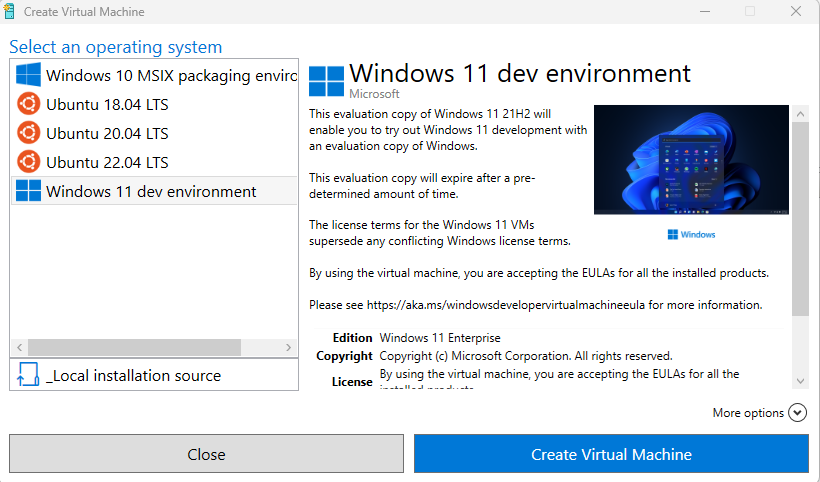 Create Virtual Machine
Select an operating system
Windows 10 MSIX packaging enviro
Ubuntu 18.04 LTS
Ubuntu 20.04 LTS
Ubuntu 22.04 LTS
Windows 11 dev environment
_Local installation source
Windows 11 dev environment
Microsoft
This evaluation copy of Windows 11 21H2 will
enable you to try out Windows 11 development with
an evaluation copy of Windows.
This evaluation copy will expire after a pre-
determined amount of time.
The license terms for the Windows 11 VMs
supersede any conflicting Windows license terms.
By using the virtual machine, you are accepting the EULAs for all the installed products.
Please see https://aka.ms/windowsdevelopervirtualmachineeula for more information.
Windows
Edition Windows 11 Enterprise
Copyright Copyright (c) Microsoft Corporation. All rights reserved.
License By using the virtual machine, you are accepting the EULAs for all the
installed products.
More options
Close
Create Virtual Machine